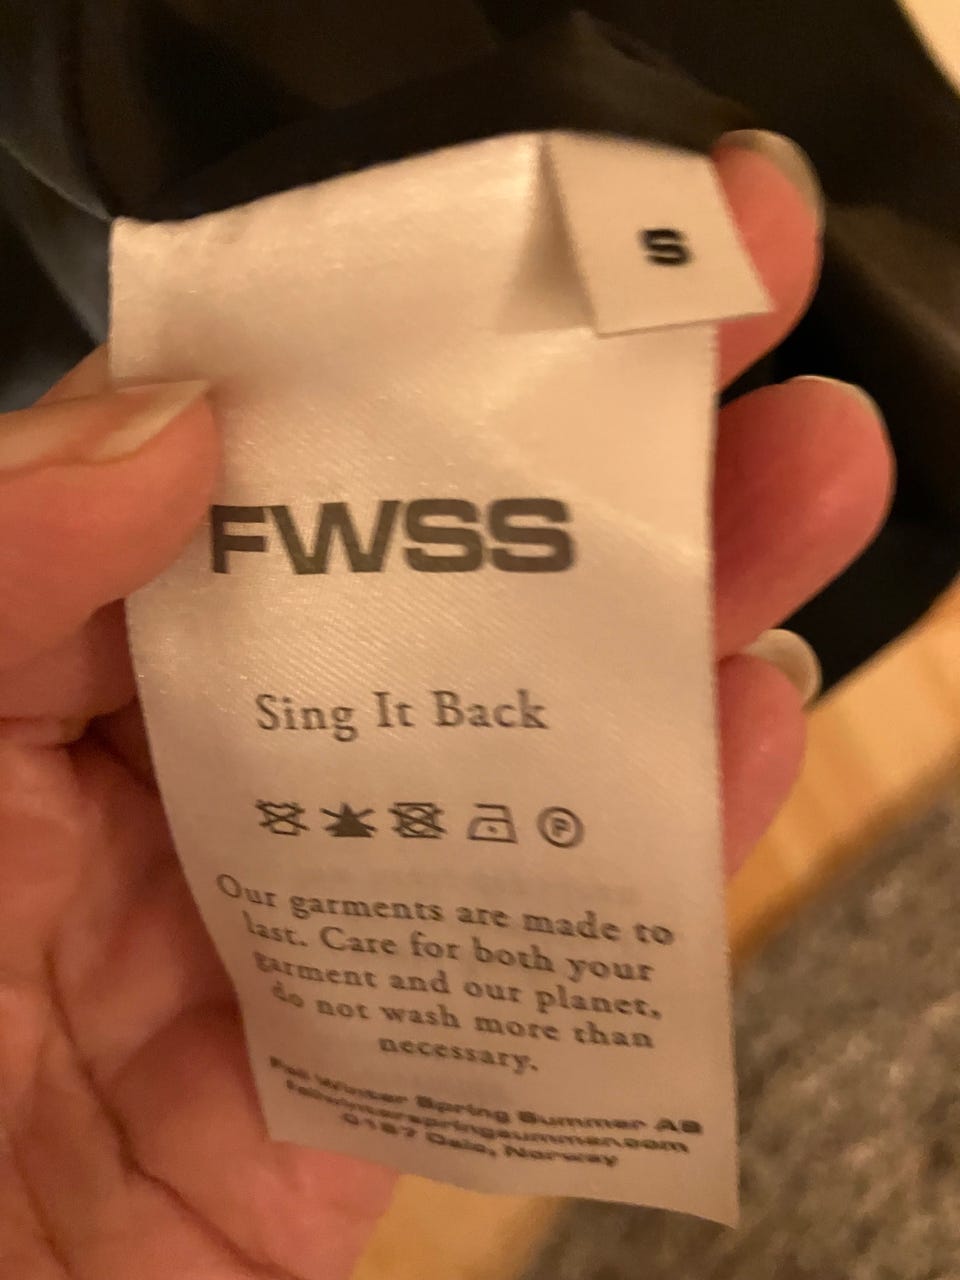 S
FWSS
Sing It Back
P
Our garments are made to
last. Care for both your
garment and our planet,
do not wash more than
necessary.
Fall Winter Spring Summer AB
fallwinterspringsummer.com
0187 Oslo, Norway